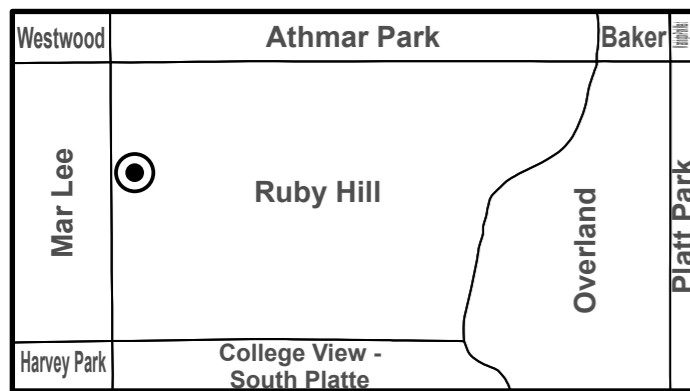 Westwood
Athmar Park
Baker
Mar Lee
Ruby Hill
Overland
Platt Park
Harvey Park
College View -
South Platte